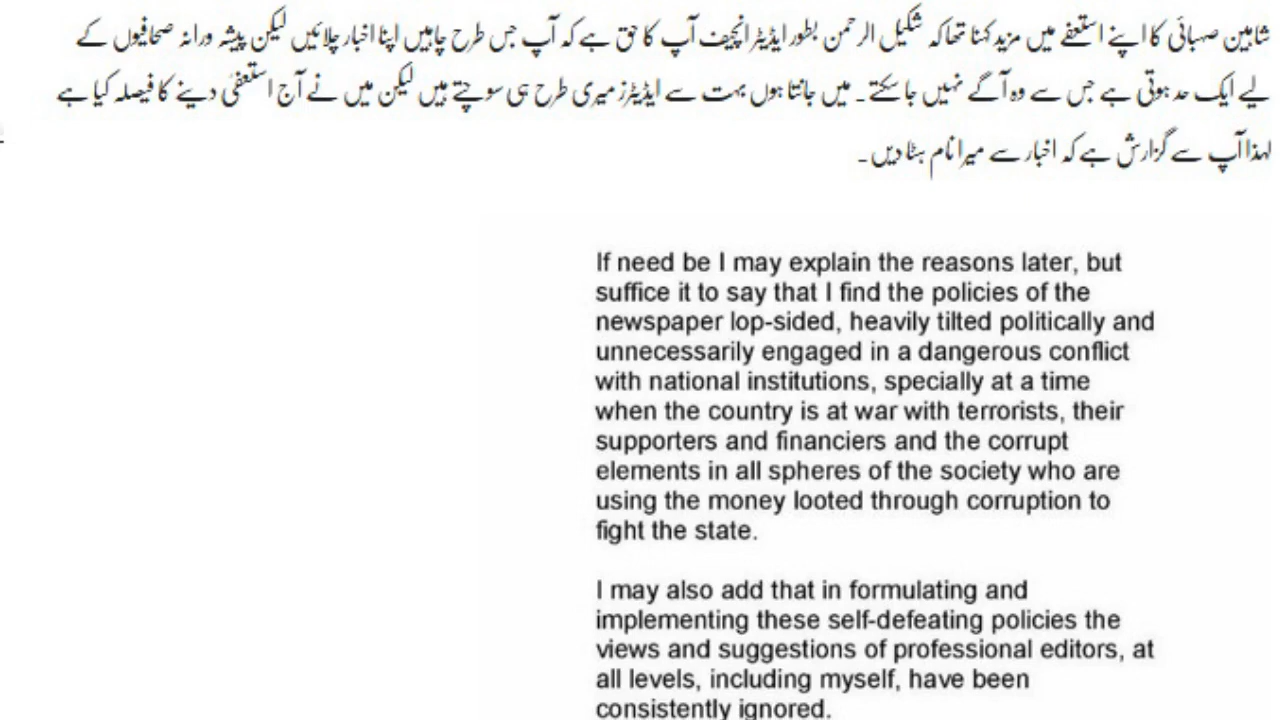 شاہین صہبائی کا اپنے استعفے میں مزید کہنا تھا کہ شکیل الرحمن بطور ایڈیٹر انچیف آپ کا حق ہے کہ آپ جس طرح چاہیں اپنا اخبار چلائیں لیکن پیشہ ورانہ صحافیوں کے
لیے ایک حد ہوتی ہے جس سے وہ آگے نہیں جا سکتے۔ میں جانتا ہوں بہت سے ایڈیٹرز میری طرح ہی سوچتے ہیں لیکن میں نے آج استعفیٰ دینے کا فیصلہ کیا ہے
لہذا آپ سے گزارش ہے کہ اخبار سے میرا نام ہٹا دیں۔
If need be I may explain the reasons later, but
suffice it to say that I find the policies of the
newspaper lop-sided, heavily tilted politically and
unnecessarily engaged in a dangerous conflict
with national institutions, specially at a time
when the country is at war with terrorists, their
supporters and financiers and the corrupt
elements in all spheres of the society who are
using the money looted through corruption to
fight the state.
I may also add that in formulating and
implementing these self-defeating policies the
views and suggestions of professional editors, at
all levels, including myself, have been
consistently ignored.